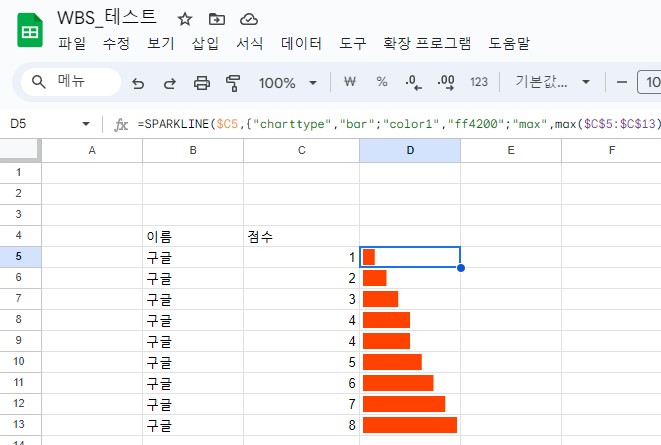 WBS_테스트
파일 수정 보기 삽입 서식 데이터 도구 확장 프로그램 도움말
메뉴 100% ₩ % .0 .00 123 기본값... 10
D5 fx =SPARKLINE($C5,{"charttype","bar";"color1","ff4200";"max",max($C$5:$C$13)
A B C D E F
1
2
3
4 이름 점수
5 구글 1
6 구글 2
7 구글 3
8 구글 4
9 구글 4
10 구글 5
11 구글 6
12 구글 7
13 구글 8